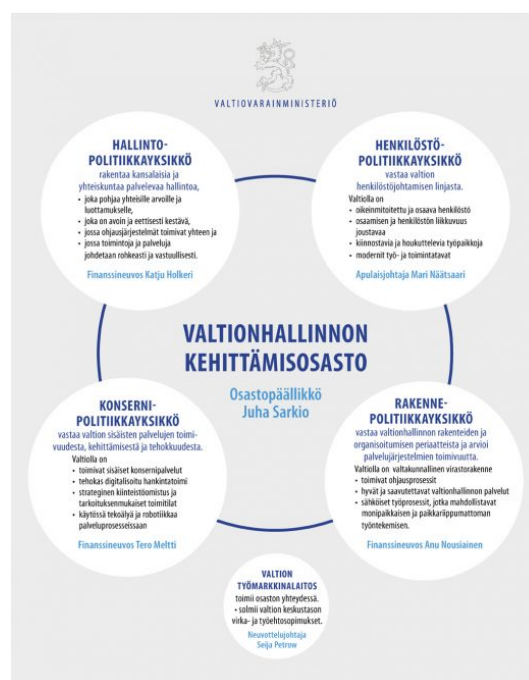 VALTIOVARAINMINISTERIÖ
HALLINTO-
POLITIIKKAYKSIKKÖ
rakentaa kansalaisia ja
yhteiskuntaa palvelevaa hallintoa,
• joka pohjaa yhteisille arvoille ja
luottamukselle,
• joka on avoin ja eettisesti kestävä,
• jossa ohjausjärjestelmät toimivat yhteen ja
• jossa toimintoja ja palveluja
johdetaan rohkeasti ja vastuullisesti.
Finanssineuvos Katju Holkeri
HENKILÖSTÖ-
POLITIIKKAYKSIKKÖ
vastaa valtion
henkilöstöjohtamisen linjasta.
Valtiolla on
• oikeinmitoitettu ja osaava henkilöstö
• osaamisen ja henkilöstön liikkuvuus
joustavaa
• kiinnostavia ja houkuttelevia työpaikkoja
• modernit työ- ja toimintatavat
Apulaisjohtaja Mari Näätsaari
VALTIONHALLINNON
KEHITTÄMISOSASTO
Osastopäällikkö
Juha Sarkio
KONSERNI-
POLITIIKKAYKSIKKÖ
vastaa valtion sisäisten palvelujen toimi-
vuudesta, kehittämisestä ja tehokkuudesta.
Valtiolla on
• toimivat sisäiset konsernipalvelut
• tehokas digitalisoitu hankintatoimi
• strateginen kiinteistöomistus ja
tarkoituksenmukaiset toimitilat
• käytössä tekoälyä ja robotiikkaa
palveluprosesseissaan
Finanssineuvos Tero Meltti
RAKENNE-
POLITIIKKAYKSIKKÖ
vastaa valtionhallinnon rakenteiden ja
organisoitumisen periaatteista ja arvioi
palvelujärjestelmien toimivuutta.
Valtiolla on valtakunnallinen virastorakenne
• toimivat ohjausprosessit
• hyvät ja saavutettavat valtionhallinnon palvelut
• sähköiset työprosessit, jotka mahdollistavat
monipaikkaisen ja paikkariippumattoman
työntekemisen.
Finanssineuvos Anu Nousiainen
VALTION
TYÖMARKKINALAITOS
toimii osaston yhteydessä.
• solmii valtion keskustason
virka- ja työehtosopimukset.
Neuvottelujohtaja
Seija Petrow